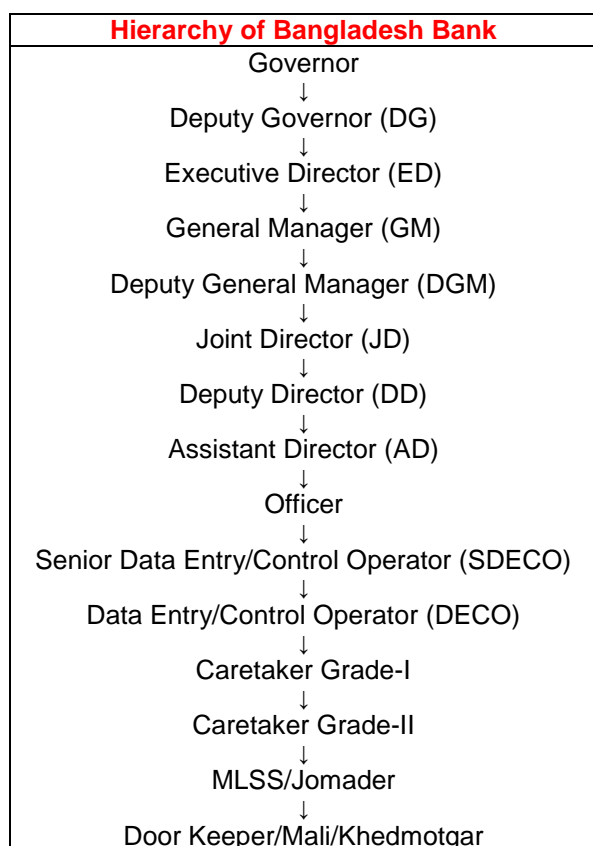 Hierarchy of Bangladesh Bank
Governor
↓
Deputy Governor (DG)
↓
Executive Director (ED)
↓
General Manager (GM)
↓
Deputy General Manager (DGM)
↓
Joint Director (JD)
↓
Deputy Director (DD)
↓
Assistant Director (AD)
↓
Officer
↓
Senior Data Entry/Control Operator (SDECO)
↓
Data Entry/Control Operator (DECO)
↓
Caretaker Grade-I
↓
Caretaker Grade-II
↓
MLSS/Jomader
↓
Door Keeper/Mali/Khedmotgar